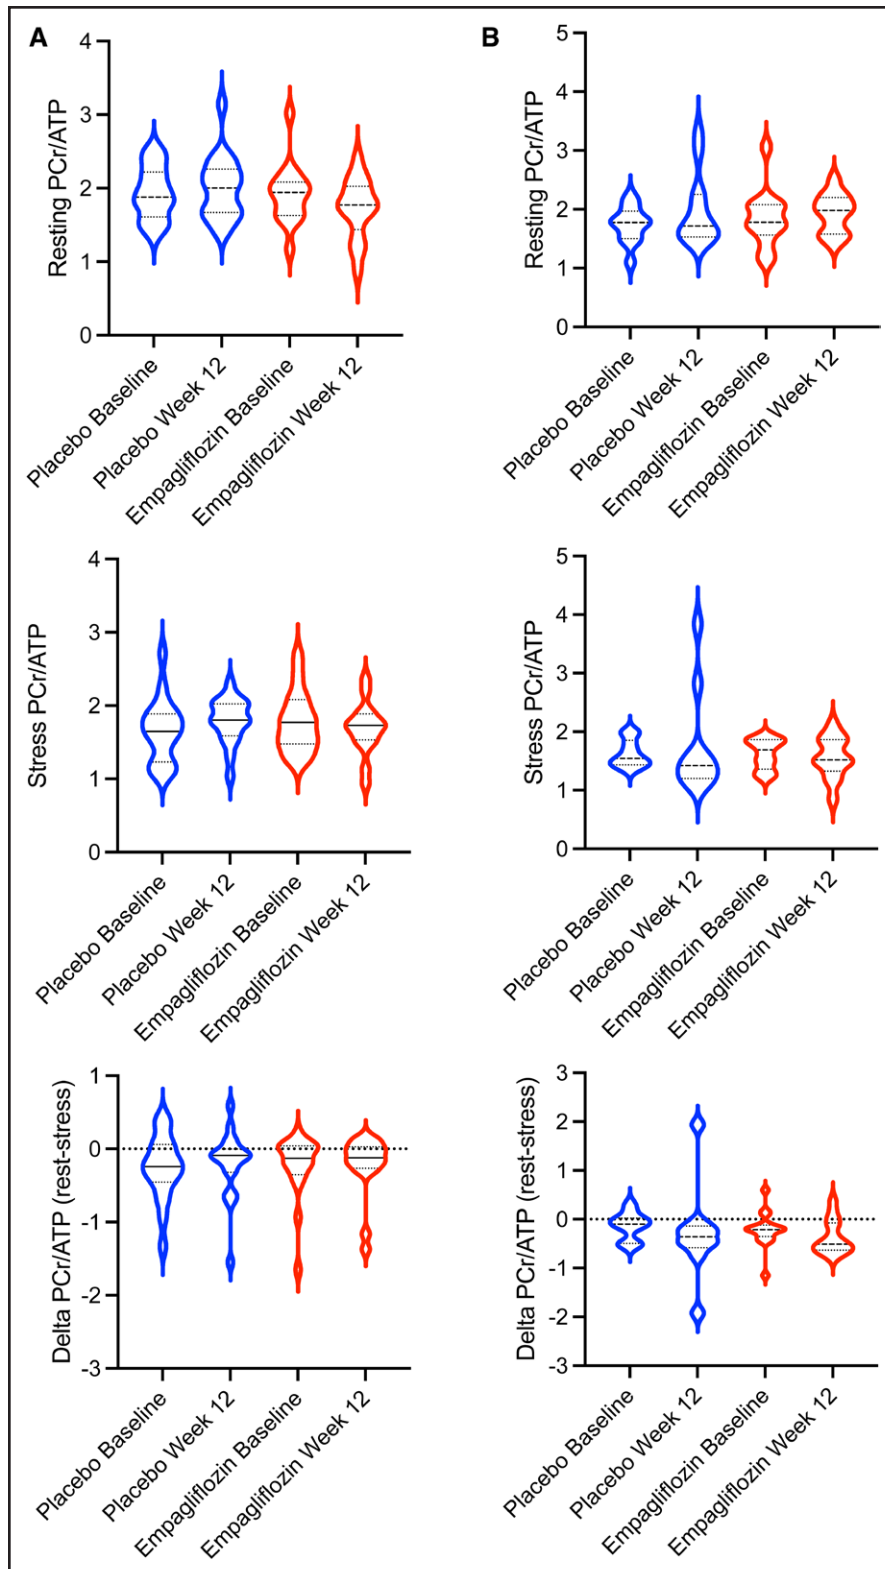 A
4
3
2
1
0
Resting PCr/ATP
Placebo Baseline
Placebo Week 12
Empagliflozin Baseline
Empagliflozin Week 12
B
5
4
3
2
1
0
Resting PCr/ATP
Placebo Baseline
Placebo Week 12
Empagliflozin Baseline
Empagliflozin Week 12
4
3
2
1
0
Stress PCr/ATP
Placebo Baseline
Placebo Week 12
Empagliflozin Baseline
Empagliflozin Week 12
5
4
3
2
1
0
Stress PCr/ATP
Placebo Baseline
Placebo Week 12
Empagliflozin Baseline
Empagliflozin Week 12
1
0
-1
-2
-3
Delta PCr/ATP (rest-stress)
Placebo Baseline
Placebo Week 12
Empagliflozin Baseline
Empagliflozin Week 12
3
2
1
0
-1
-2
-3
Delta PCr/ATP (rest-stress)
Placebo Baseline
Placebo Week 12
Empagliflozin Baseline
Empagliflozin Week 12